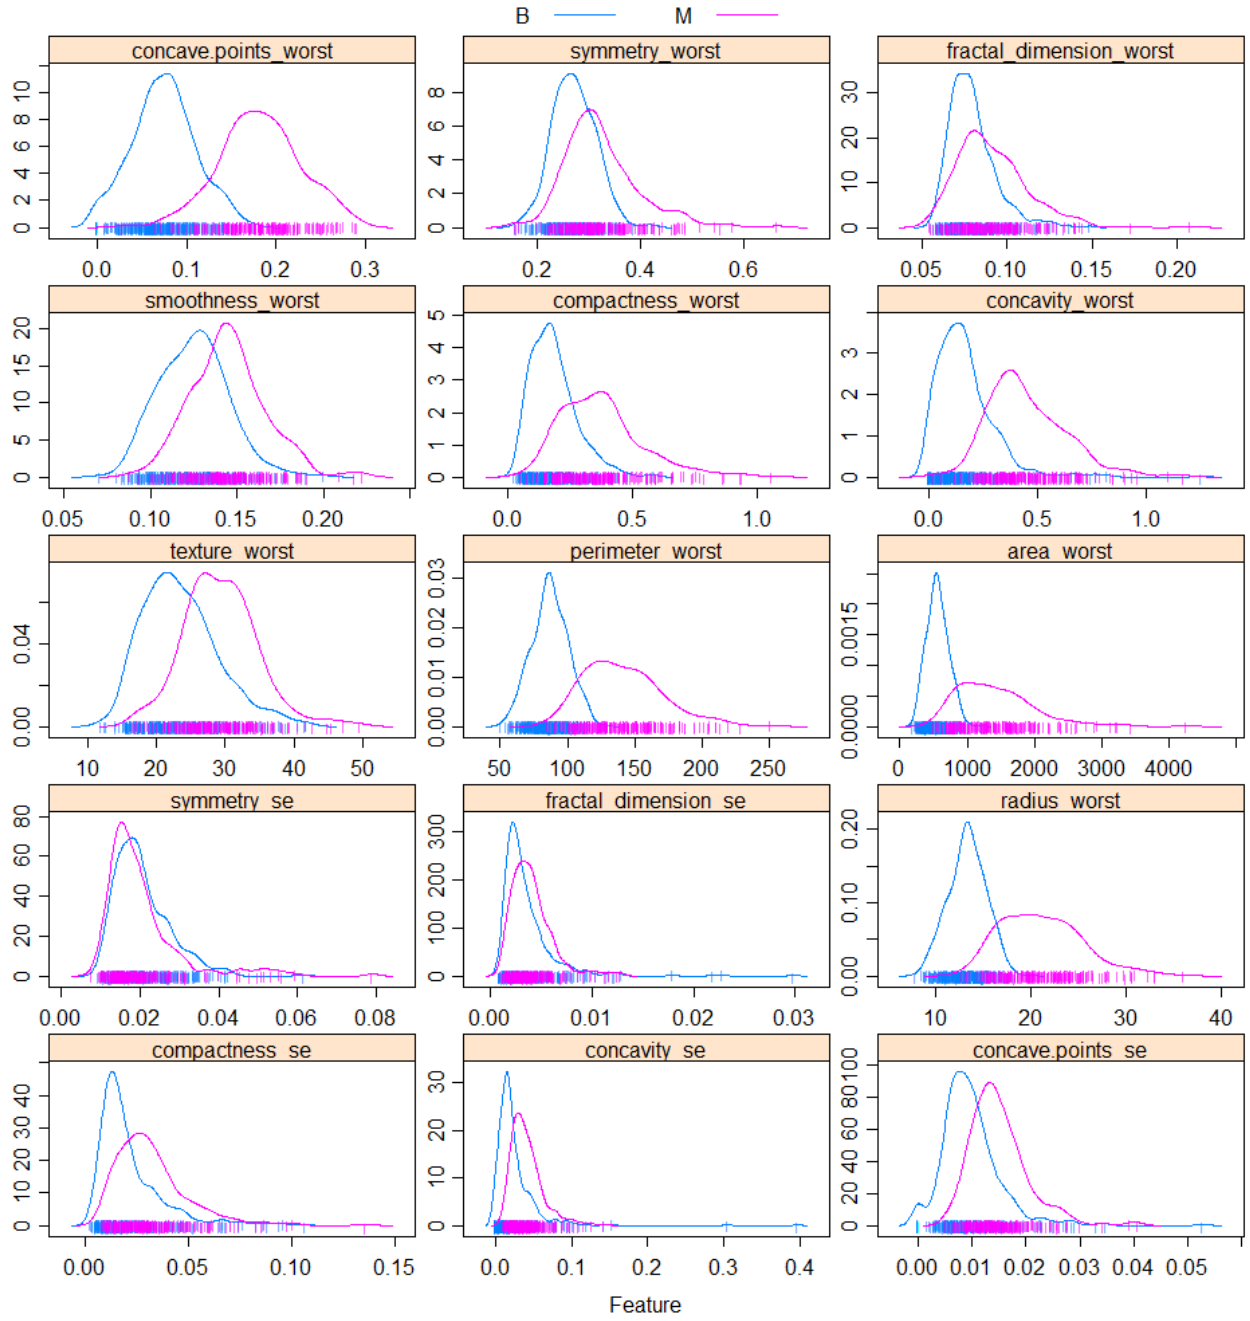 B M
concave.points_worst symmetry_worst fractal_dimension_worst
0 2 4 6 8 10
0 2 4 6 8
0 10 20 30
0.0 0.1 0.2 0.3
0.2 0.4 0.6
0.05 0.10 0.15 0.20
smoothness_worst compactness_worst concavity_worst
0 5 10 15 20
0 1 2 3 4 5
0 1 2 3
0.05 0.10 0.15 0.20
0.0 0.5 1.0
0.0 0.5 1.0
texture_worst perimeter_worst area_worst
0.00 0.04
0.00 0.01 0.02 0.03
0.0000 0.0015
10 20 30 40 50
50 100 150 200 250
0 1000 2000 3000 4000
symmetry_se fractal_dimension_se radius_worst
0 20 40 60 80
0 100 200 300
0.00 0.10 0.20
0.00 0.02 0.04 0.06 0.08
0.00 0.01 0.02 0.03
10 20 30 40
compactness_se concavity_se concave.points_se
0 10 20 30 40
0 10 20 30
0 20 40 60 80 100
0.00 0.05 0.10 0.15
0.0 0.1 0.2 0.3 0.4
0.00 0.01 0.02 0.03 0.04 0.05
Feature